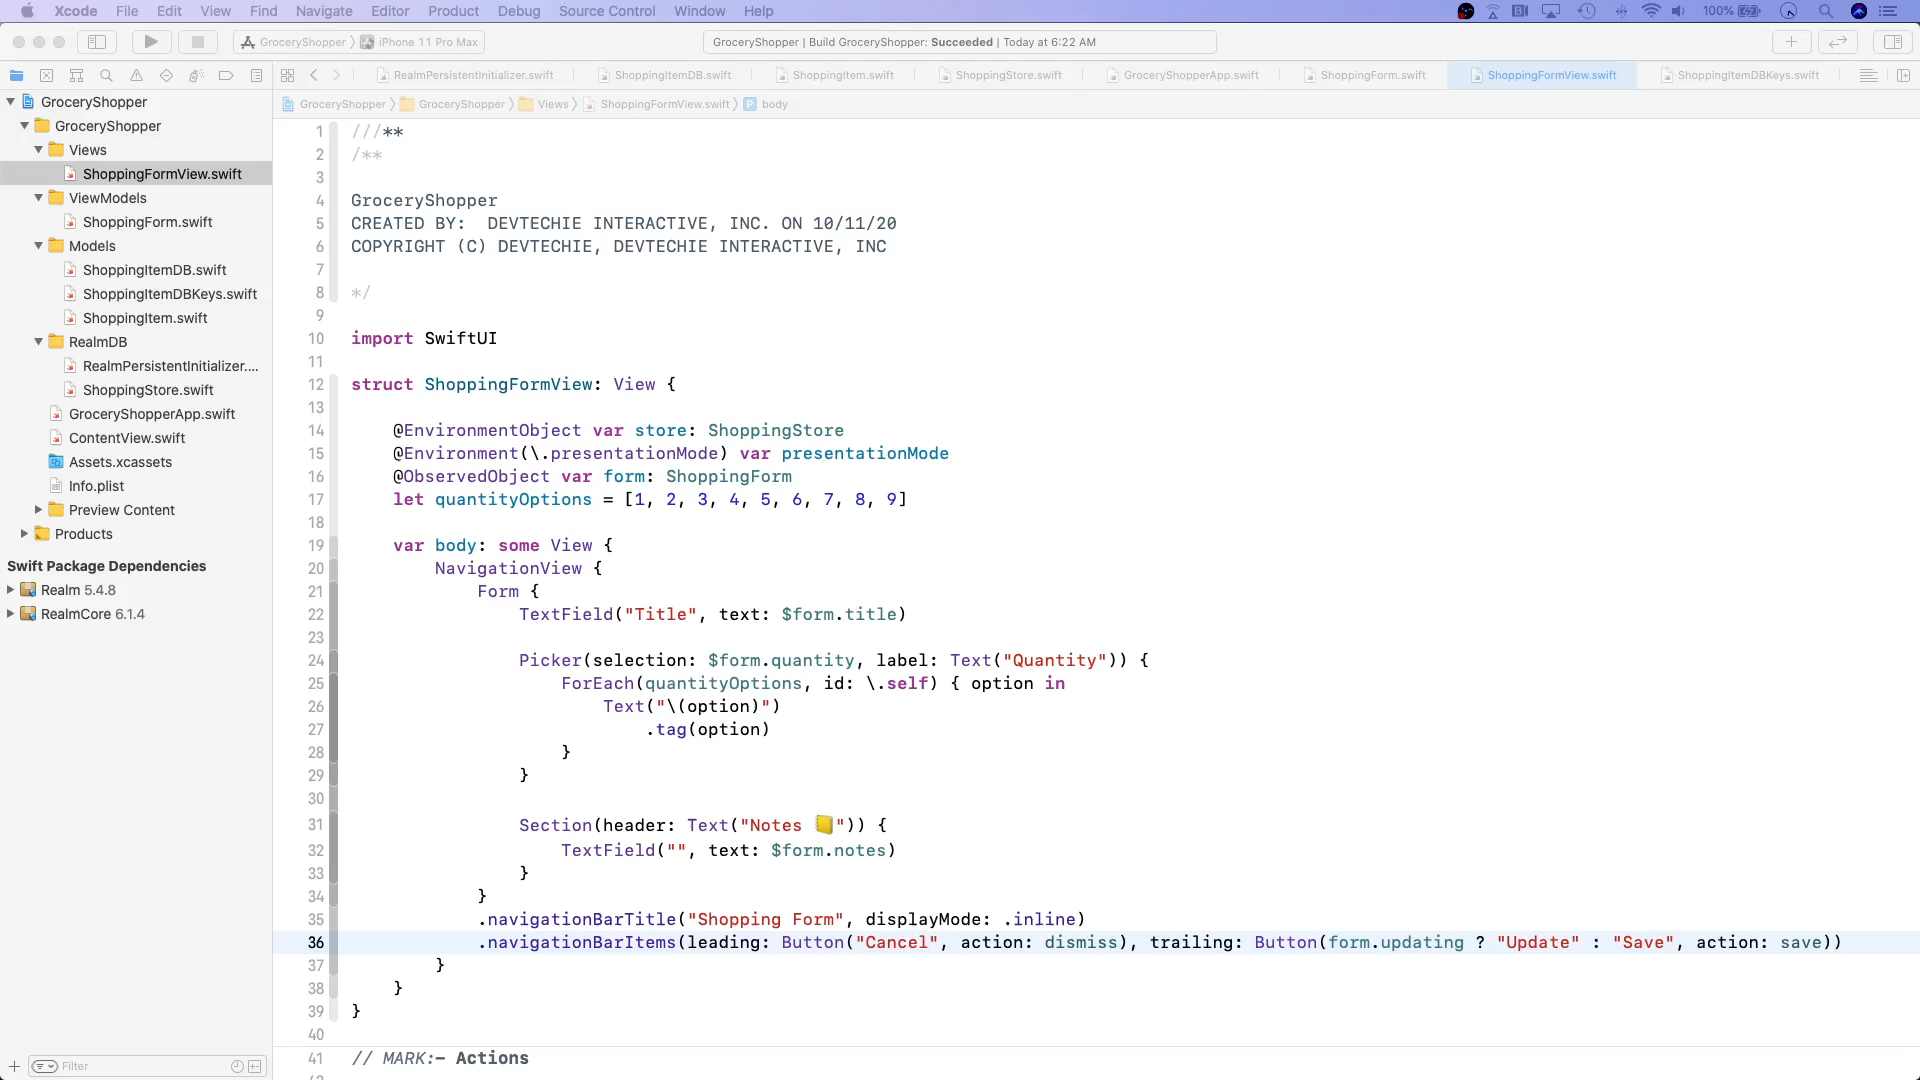 Xcode File Edit View Find Navigate Editor Product Debug Source Control Window Help 100%
GroceryShopper iPhone 11 Pro Max GroceryShopper | Build GroceryShopper: Succeeded | Today at 6:22 AM
RealmPersistentInitializer.swift ShoppingItemDB.swift ShoppingItem.swift ShoppingStore.swift GroceryShopperApp.swift ShoppingForm.swift ShoppingFormView.swift ShoppingItemDBKeys.swift
GroceryShopper GroceryShopper Views ShoppingFormView.swift P body
GroceryShopper
GroceryShopper
Views
ShoppingFormView.swift
ViewModels
ShoppingForm.swift
Models
ShoppingItemDB.swift
ShoppingItemDBKeys.swift
ShoppingItem.swift
RealmDB
RealmPersistentInitializer....
ShoppingStore.swift
GroceryShopperApp.swift
ContentView.swift
Assets.xcassets
Info.plist
Preview Content
Products
Swift Package Dependencies
Realm 5.4.8
RealmCore 6.1.4
Filter
1 ///**
2 /**
3
4 GroceryShopper
5 CREATED BY:  DEVTECHIE INTERACTIVE, INC. ON 10/11/20
6 COPYRIGHT (C) DEVTECHIE, DEVTECHIE INTERACTIVE, INC
7
8 */
9
10 import SwiftUI
11
12 struct ShoppingFormView: View {
13
14 @EnvironmentObject var store: ShoppingStore
15 @Environment(\.presentationMode) var presentationMode
16 @ObservedObject var form: ShoppingForm
17 let quantityOptions = [1, 2, 3, 4, 5, 6, 7, 8, 9]
18
19 var body: some View {
20 NavigationView {
21 Form {
22 TextField("Title", text: $form.title)
23
24 Picker(selection: $form.quantity, label: Text("Quantity")) {
25 ForEach(quantityOptions, id: \.self) { option in
26 Text("\(option)")
27 .tag(option)
28 }
29 }
30
31 Section(header: Text("Notes 📒")) {
32 TextField("", text: $form.notes)
33 }
34 }
35 .navigationBarTitle("Shopping Form", displayMode: .inline)
36 .navigationBarItems(leading: Button("Cancel", action: dismiss), trailing: Button(form.updating ? "Update" : "Save", action: save))
37 }
38 }
39 }
40
41 // MARK:- Actions